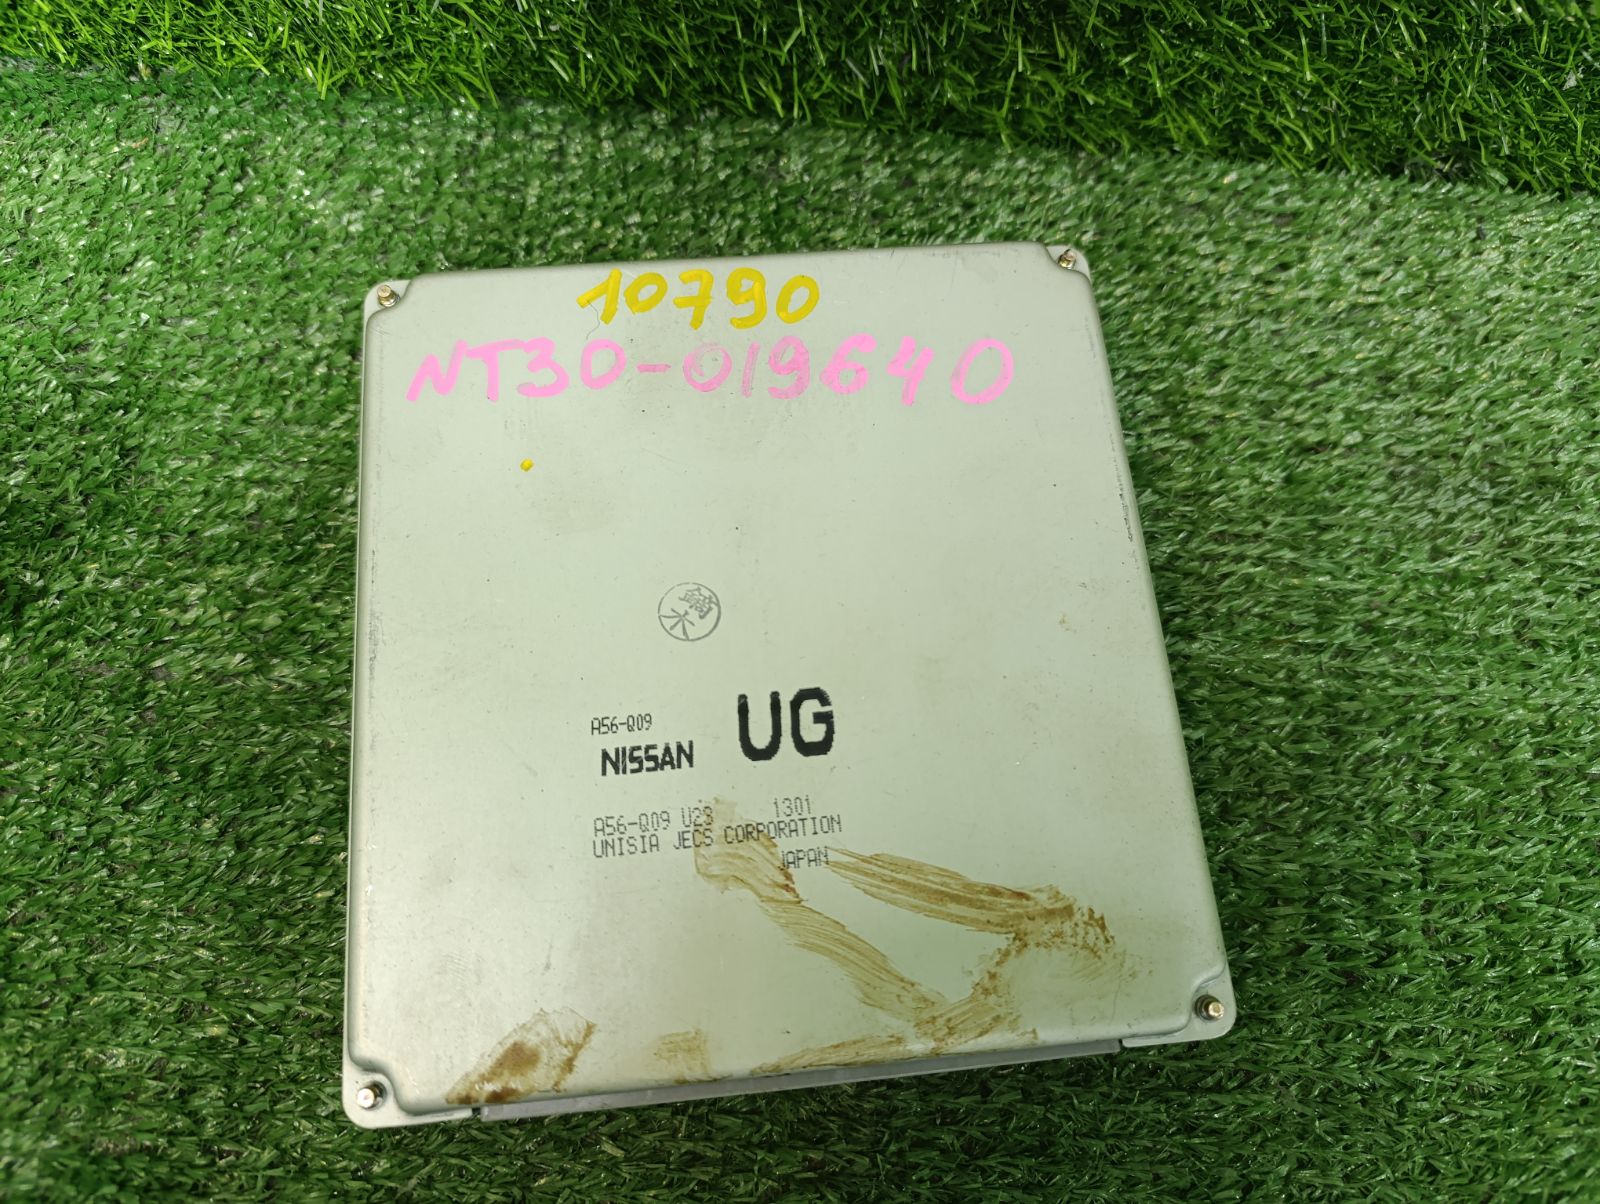 10790
NT30-019640
A56-Q09
NISSAN UG
A56-Q09 U23 1301
UNISIA JECS CORPORATION
JAPAN